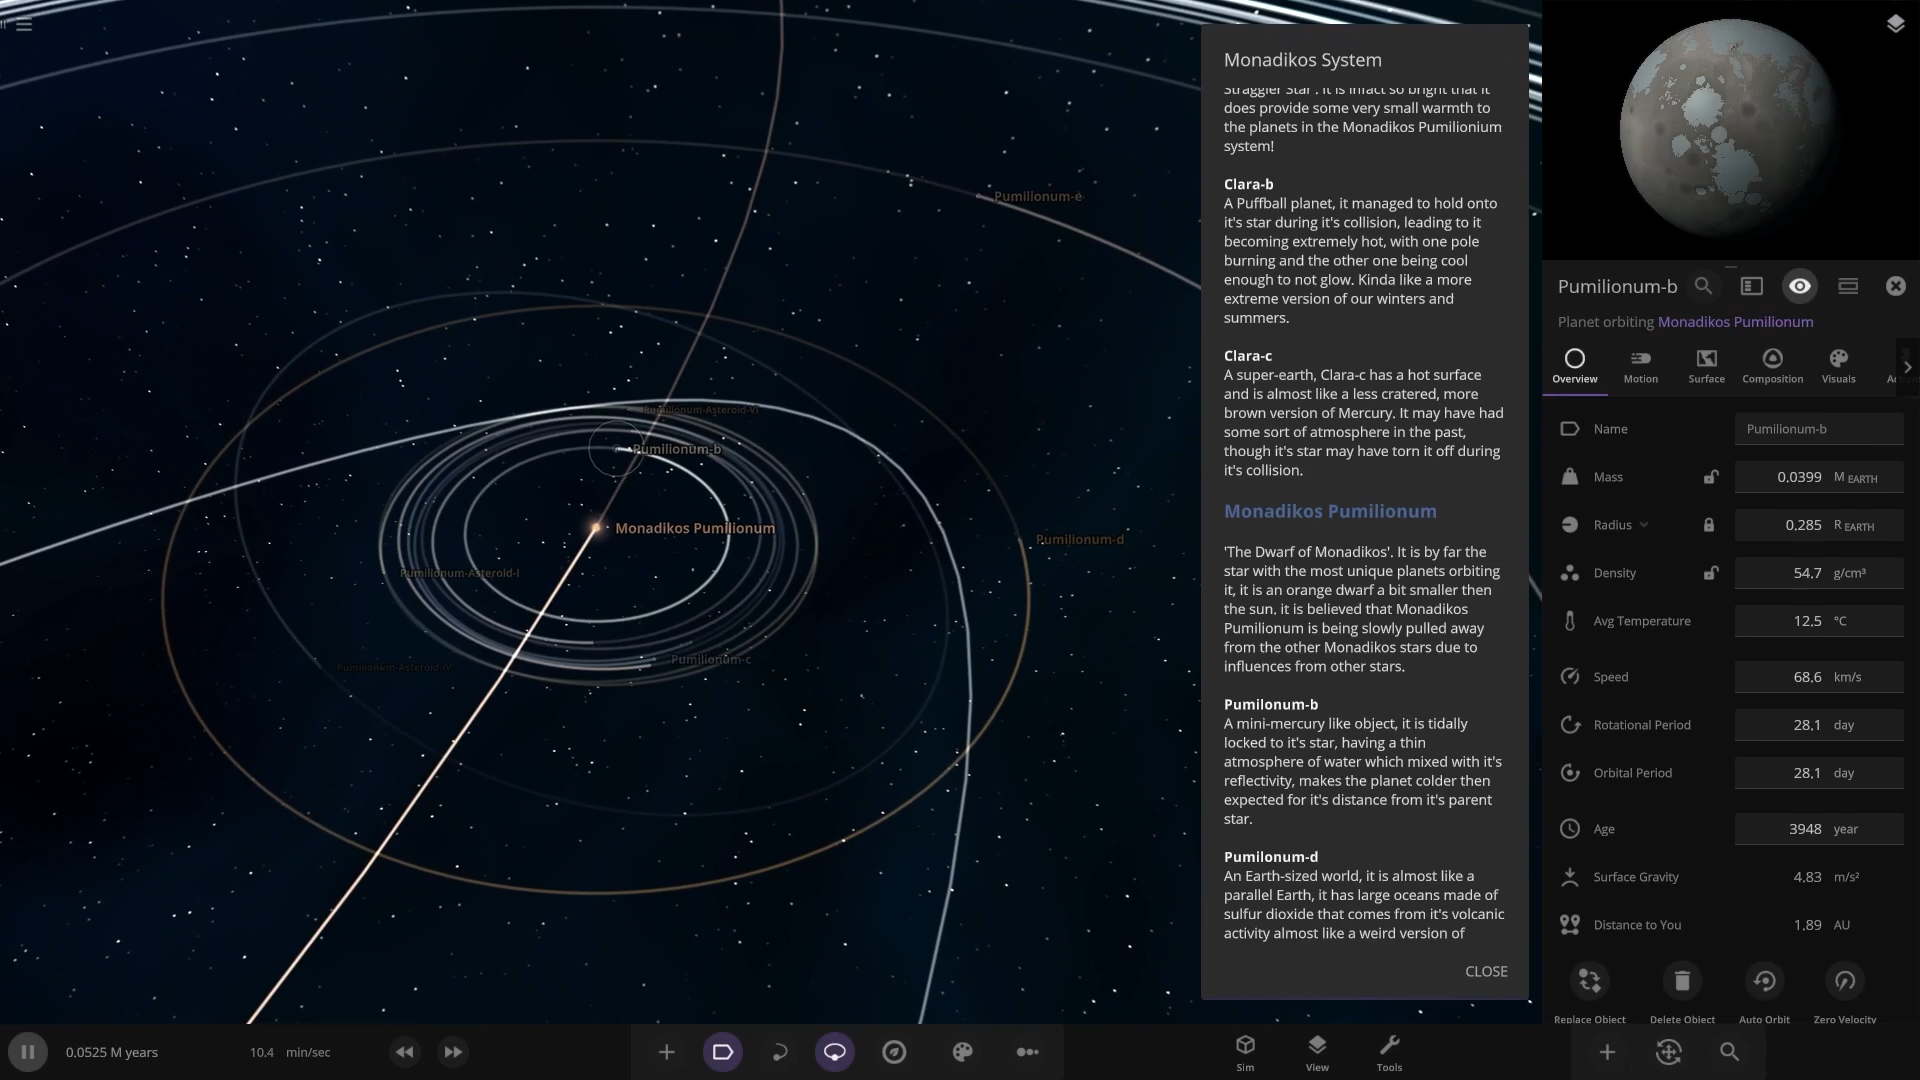 Monadikos System
Straggler Star'. It is infact so bright that it
does provide some very small warmth to
the planets in the Monadikos Pumilionium
system!
Clara-b
A Puffball planet, it managed to hold onto
it's star during it's collision, leading to it
becoming extremely hot, with one pole
burning and the other one being cool
enough to not glow. Kinda like a more
extreme version of our winters and
summers.
Clara-c
A super-earth, Clara-c has a hot surface
and is almost like a less cratered, more
brown version of Mercury. It may have had
some sort of atmosphere in the past,
though it's star may have torn it off during
it's collision.
Monadikos Pumilionum
'The Dwarf of Monadikos'. It is by far the
star with the most unique planets orbiting
it, it is an orange dwarf a bit smaller then
the sun. it is believed that Monadikos
Pumilionum is being slowly pulled away
from the other Monadikos stars due to
influences from other stars.
Pumilonum-b
A mini-mercury like object, it is tidally
locked to it's star, having a thin
atmosphere of water which mixed with it's
reflectivity, makes the planet colder then
expected for it's distance from it's parent
star.
Pumilonum-d
An Earth-sized world, it is almost like a
parallel Earth, it has large oceans made of
sulfur dioxide that comes from it's volcanic
activity almost like a weird version of
CLOSE
Pumilionum-e
Pumilionum-Asteroid-VI
Pumilionum-b
Monadikos Pumilionum
Pumilionum-d
Pumilionum-Asteroid-I
Pumilionum-c
Pumilionum-Asteroid-IV
Pumilionum-b
Planet orbiting Monadikos Pumilionum
Overview Motion Surface Composition Visuals
Name Pumilionum-b
Mass 0.0399 M EARTH
Radius 0.285 R EARTH
Density 54.7 g/cm³
Avg Temperature 12.5 °C
Speed 68.6 km/s
Rotational Period 28.1 day
Orbital Period 28.1 day
Age 3948 year
Surface Gravity 4.83 m/s²
Distance to You 1.89 AU
Replace Object Delete Object Auto Orbit Zero Velocity
0.0525 M years 10.4 min/sec
Sim View Tools